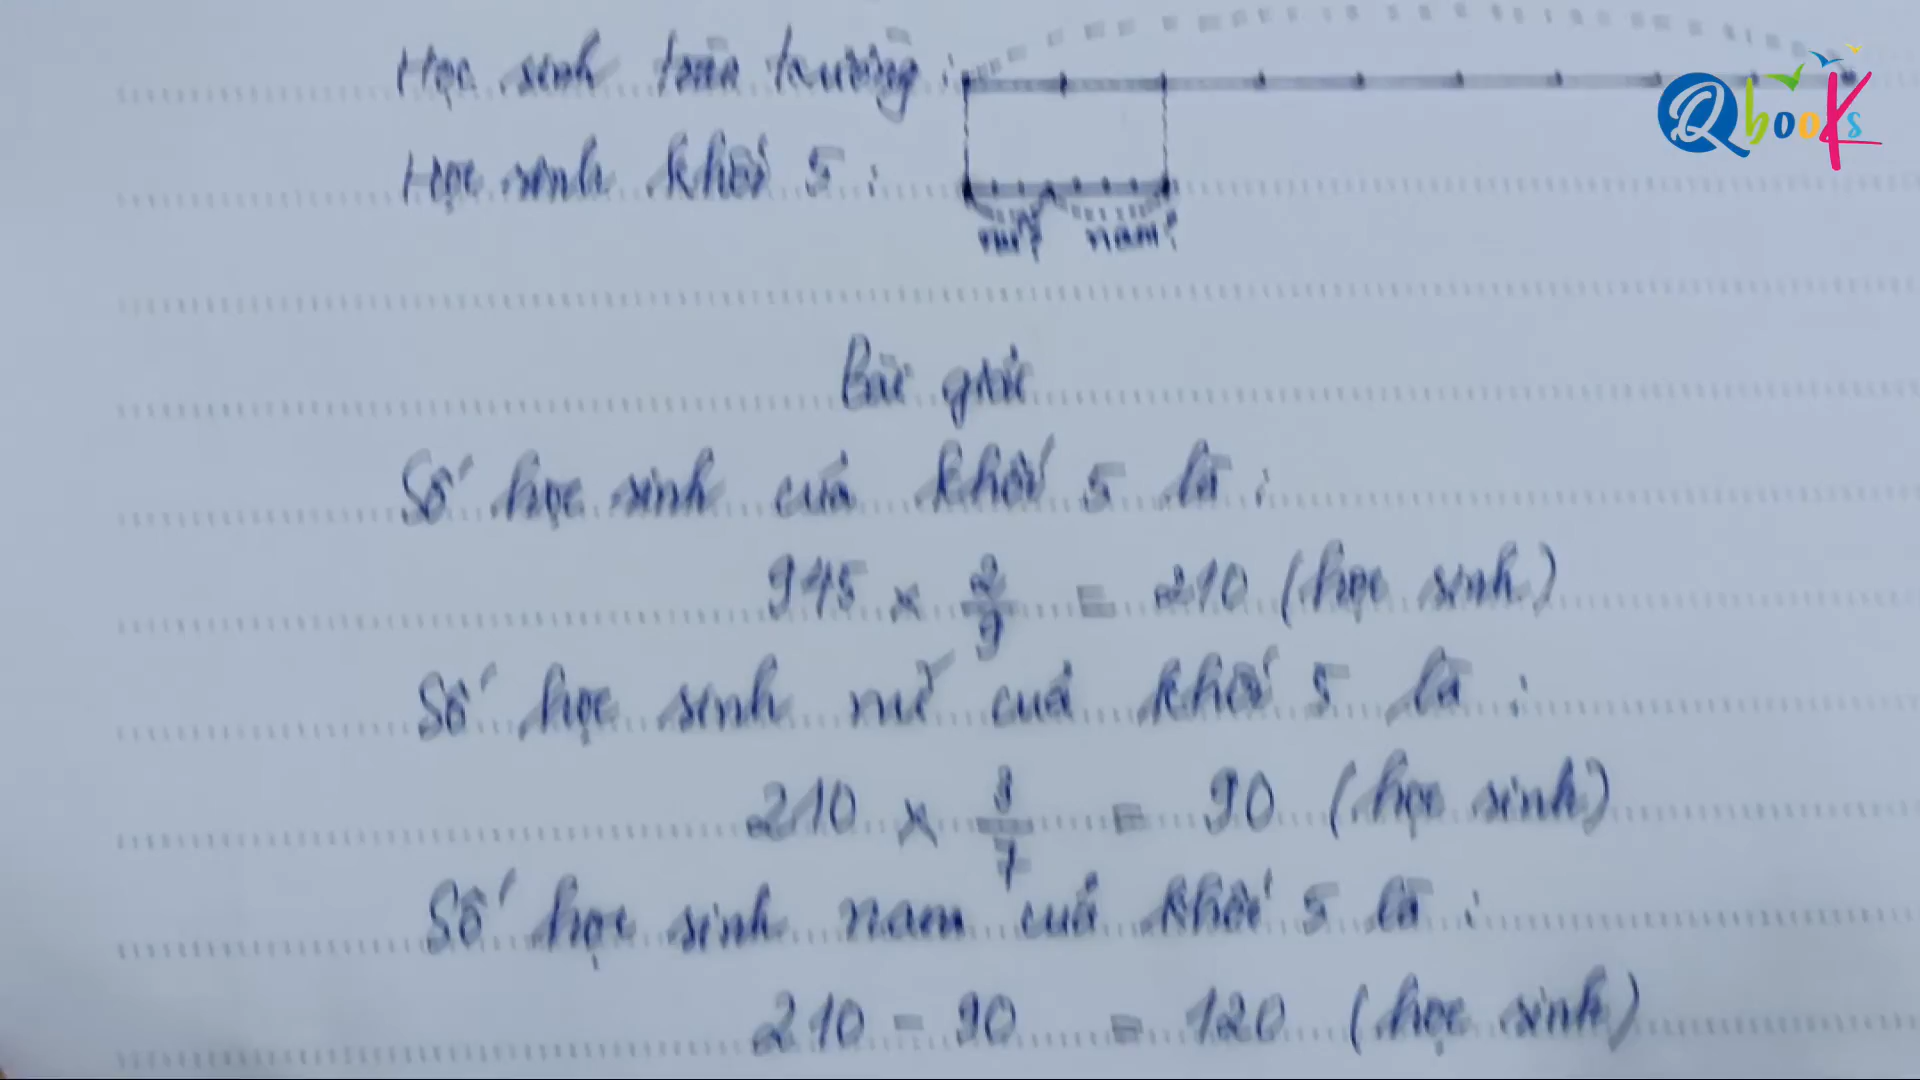 Học sinh toàn trường :
Qbooks
Học sinh khối 5 :
nữ? nam?
Bài giải
Số học sinh của khối 5 là :
945 × 2/9 = 210 (học sinh)
Số học sinh nữ của khối 5 là :
210 × 3/7 = 90 (học sinh)
Số học sinh nam của khối 5 là :
210 - 90 = 120 (học sinh)